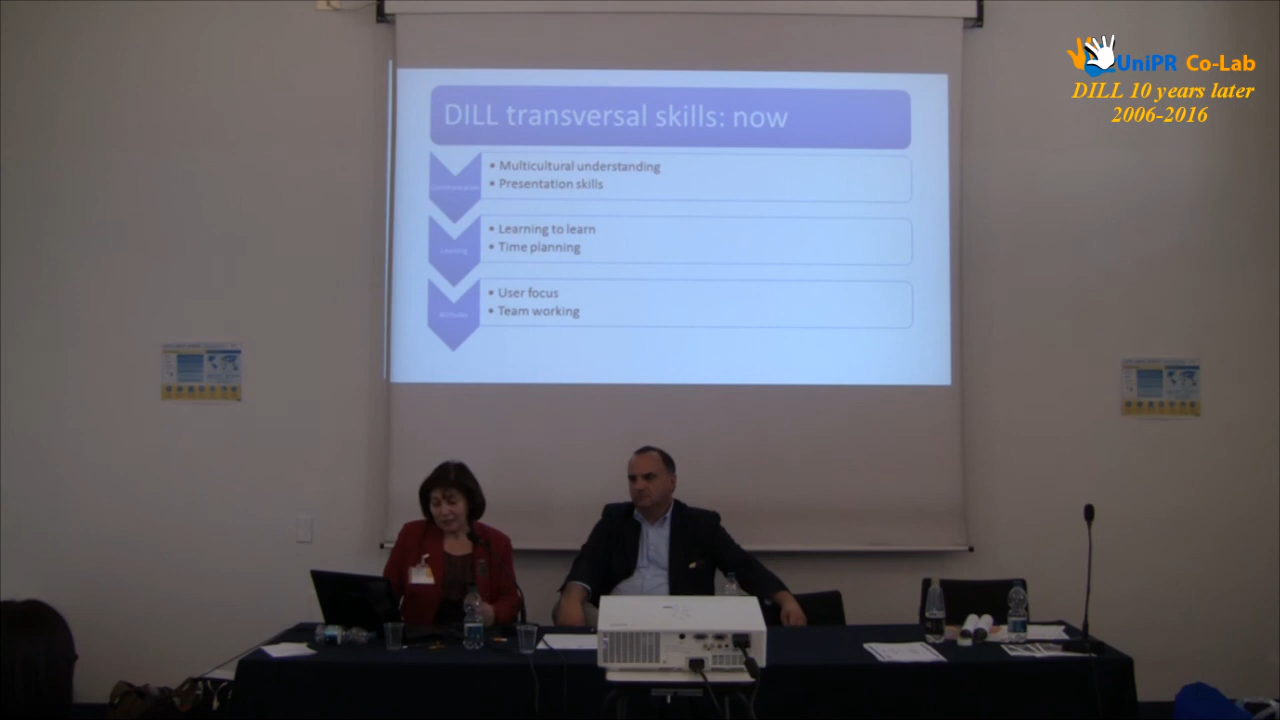 UniPR Co-Lab
DILL 10 years later
2006-2016
DILL transversal skills: now
• Multicultural understanding
• Presentation skills
• Learning to learn
• Time planning
• User focus
• Team working